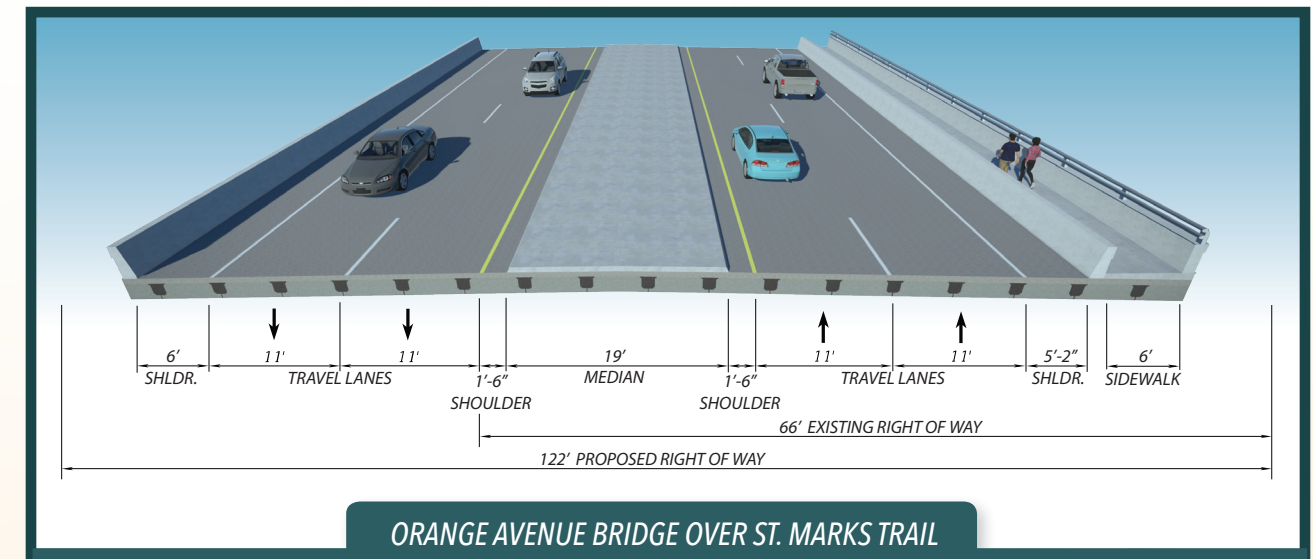 6’ 11' 11' 1’-6” 19’ 1’-6” 11' 11' 5’-2” 6’
SHLDR. TRAVEL LANES SHOULDER MEDIAN SHOULDER TRAVEL LANES SHLDR. SIDEWALK
66’ EXISTING RIGHT OF WAY
122’ PROPOSED RIGHT OF WAY
ORANGE AVENUE BRIDGE OVER ST. MARKS TRAIL